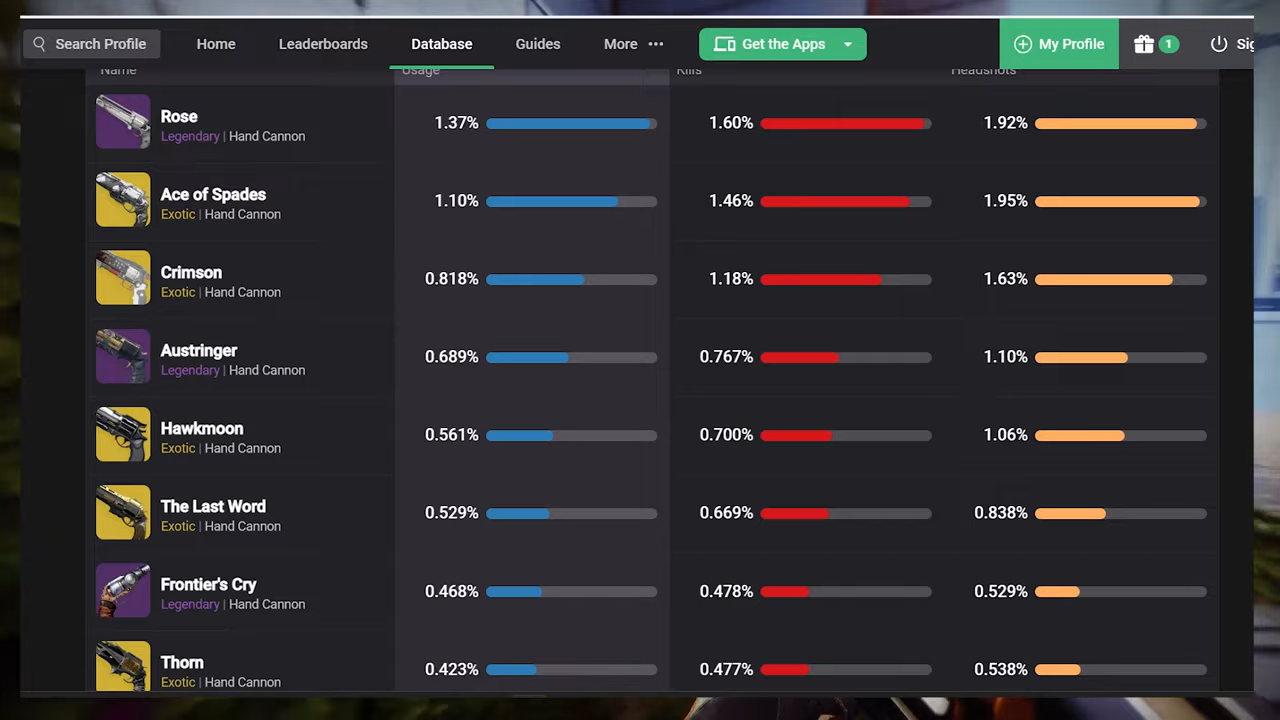 Search Profile
Home
Leaderboards
Database
Guides
More
Get the Apps
My Profile
1
Sig
Name
Usage
Kills
Headshots
Rose
Legendary | Hand Cannon
1.37%
1.60%
1.92%
Ace of Spades
Exotic | Hand Cannon
1.10%
1.46%
1.95%
Crimson
Exotic | Hand Cannon
0.818%
1.18%
1.63%
Austringer
Legendary | Hand Cannon
0.689%
0.767%
1.10%
Hawkmoon
Exotic | Hand Cannon
0.561%
0.700%
1.06%
The Last Word
Exotic | Hand Cannon
0.529%
0.669%
0.838%
Frontier's Cry
Legendary | Hand Cannon
0.468%
0.478%
0.529%
Thorn
Exotic | Hand Cannon
0.423%
0.477%
0.538%